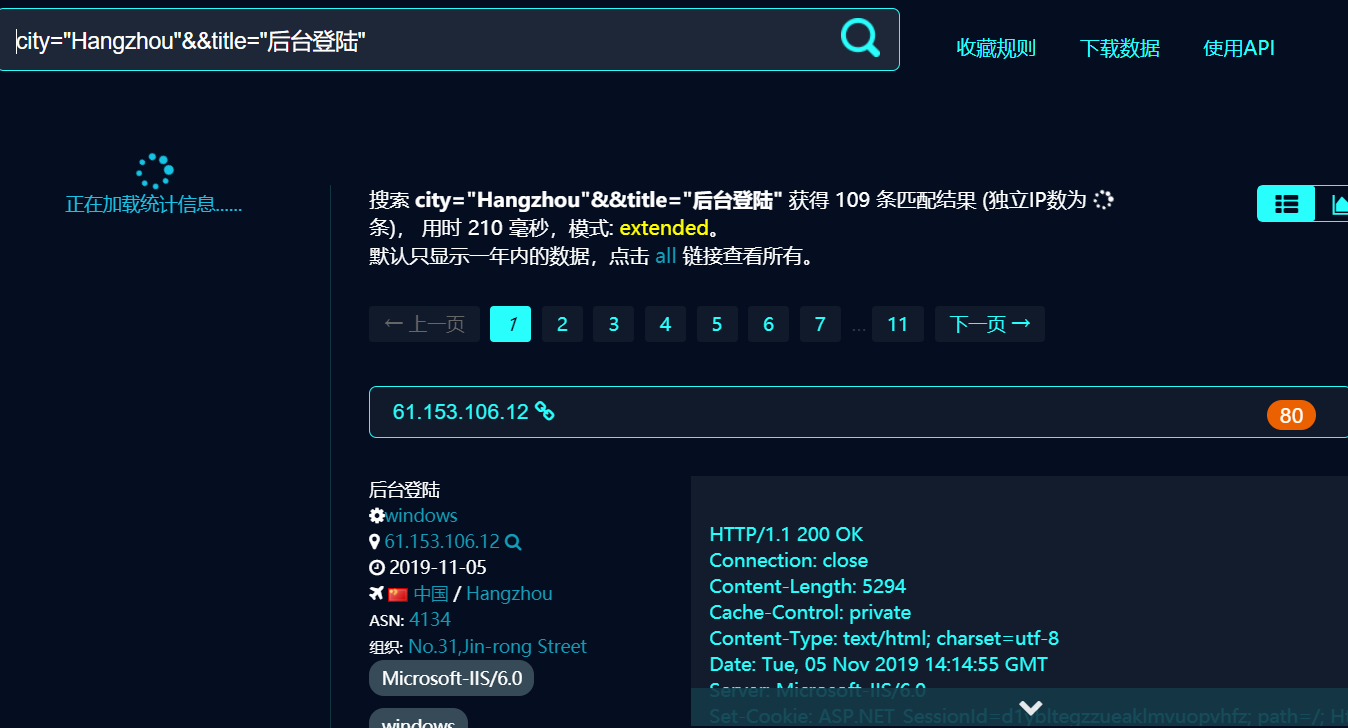 city="Hangzhou"&&title="后台登陆"
收藏规则 下载数据 使用API
正在加载统计信息......
搜索 city="Hangzhou"&&title="后台登陆" 获得 109 条匹配结果 (独立IP数为
条)， 用时 210 毫秒，模式: extended。
默认只显示一年内的数据，点击 all 链接查看所有。
← 上一页 1 2 3 4 5 6 7 ... 11 下一页 →
61.153.106.12 80
后台登陆
windows
61.153.106.12
2019-11-05
中国 / Hangzhou
ASN: 4134
组织: No.31,Jin-rong Street
Microsoft-IIS/6.0
windows
HTTP/1.1 200 OK
Connection: close
Content-Length: 5294
Cache-Control: private
Content-Type: text/html; charset=utf-8
Date: Tue, 05 Nov 2019 14:14:55 GMT
Server: Microsoft-IIS/6.0
Set-Cookie: ASP.NET_SessionId= path=/;